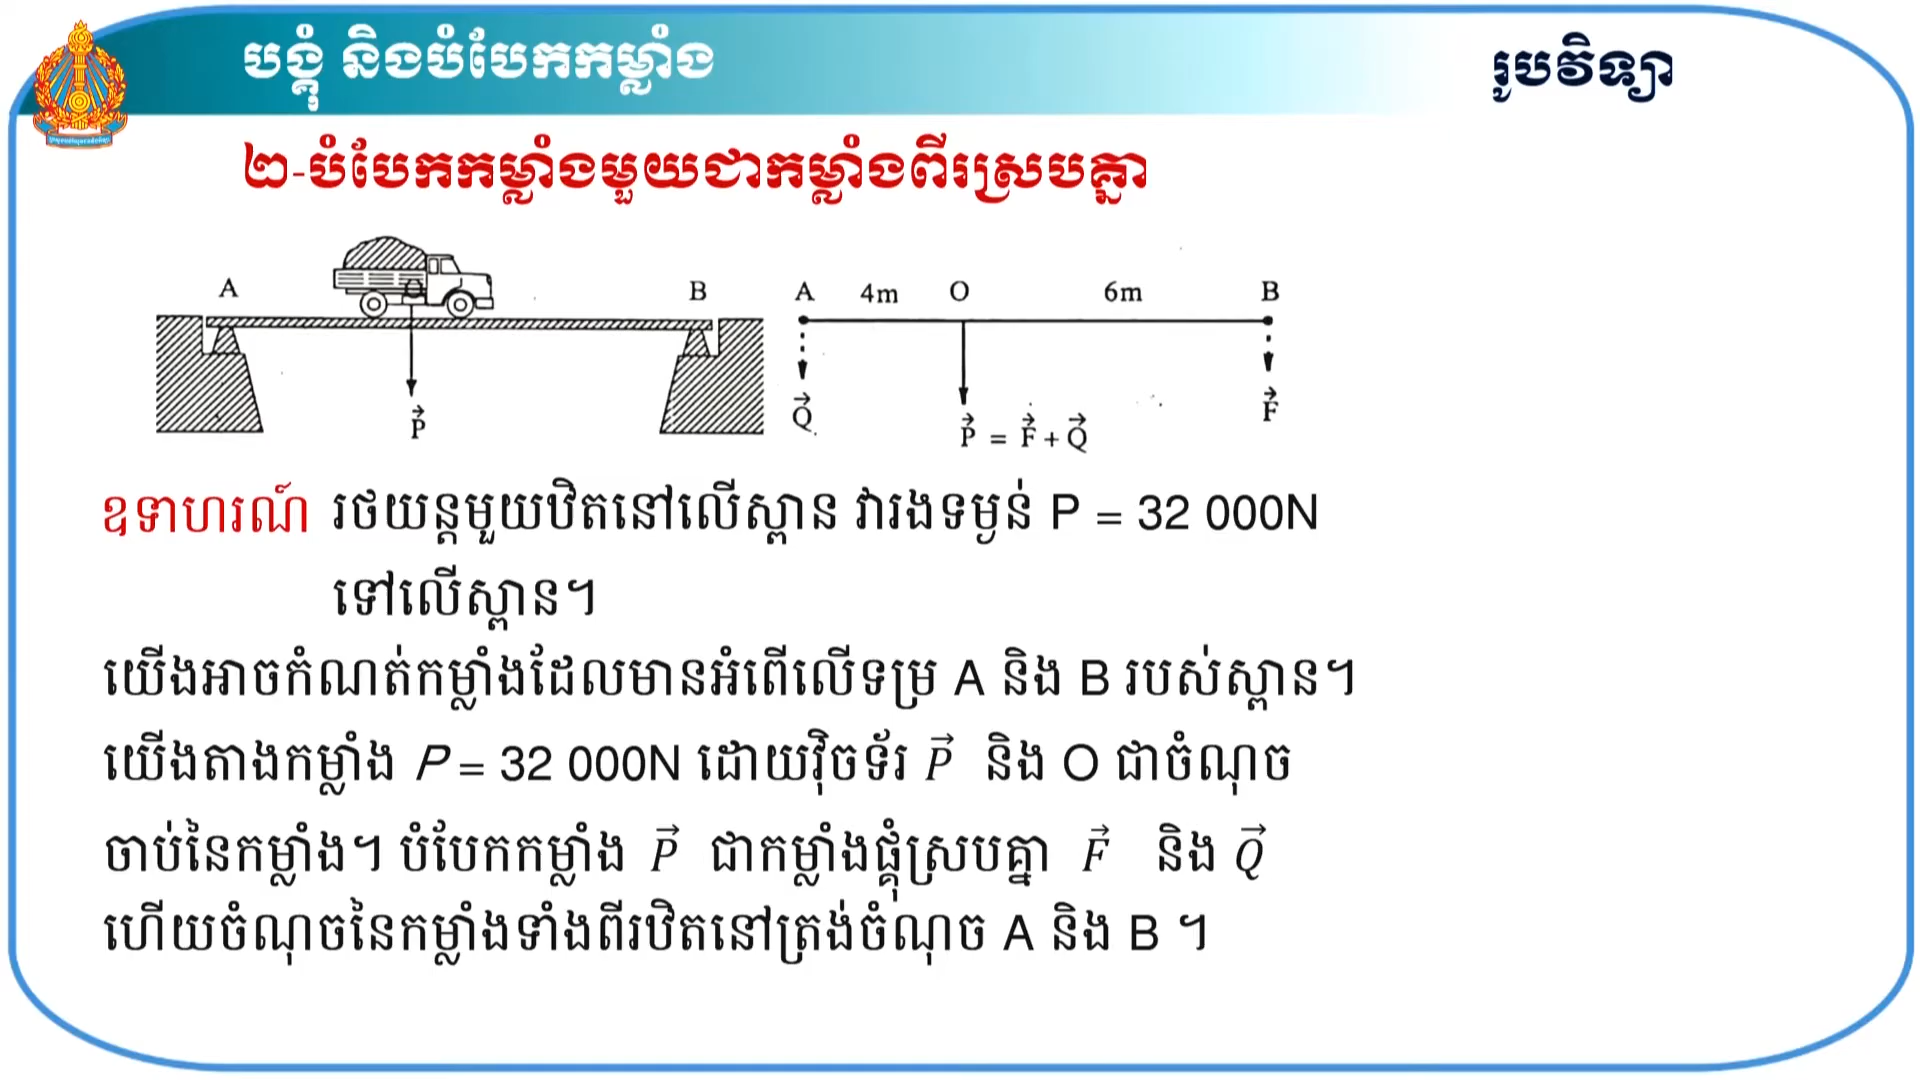 បង្គុំ និងបំបែកកម្លាំង
រូបវិទ្យា
២-បំបែកកម្លាំងមួយជាកម្លាំងពីរស្របគ្នា
A O B A 4m O 6m B
P⃗ Q⃗ P⃗ = F⃗ + Q⃗ F⃗
ឧទាហរណ៍ រថយន្តមួយឋិតនៅលើស្ពាន វារងទម្ងន់ P = 32 000N
ទៅលើស្ពាន។
យើងអាចកំណត់កម្លាំងដែលមានអំពើលើទម្រ A និង B របស់ស្ពាន។
យើងតាងកម្លាំង P = 32 000N ដោយវ៉ិចទ័រ P⃗ និង O ជាចំណុច
ចាប់នៃកម្លាំង។ បំបែកកម្លាំង P⃗ ជាកម្លាំងផ្គុំស្របគ្នា F⃗ និង Q⃗
ហើយចំណុចនៃកម្លាំងទាំងពីរឋិតនៅត្រង់ចំណុច A និង B ។